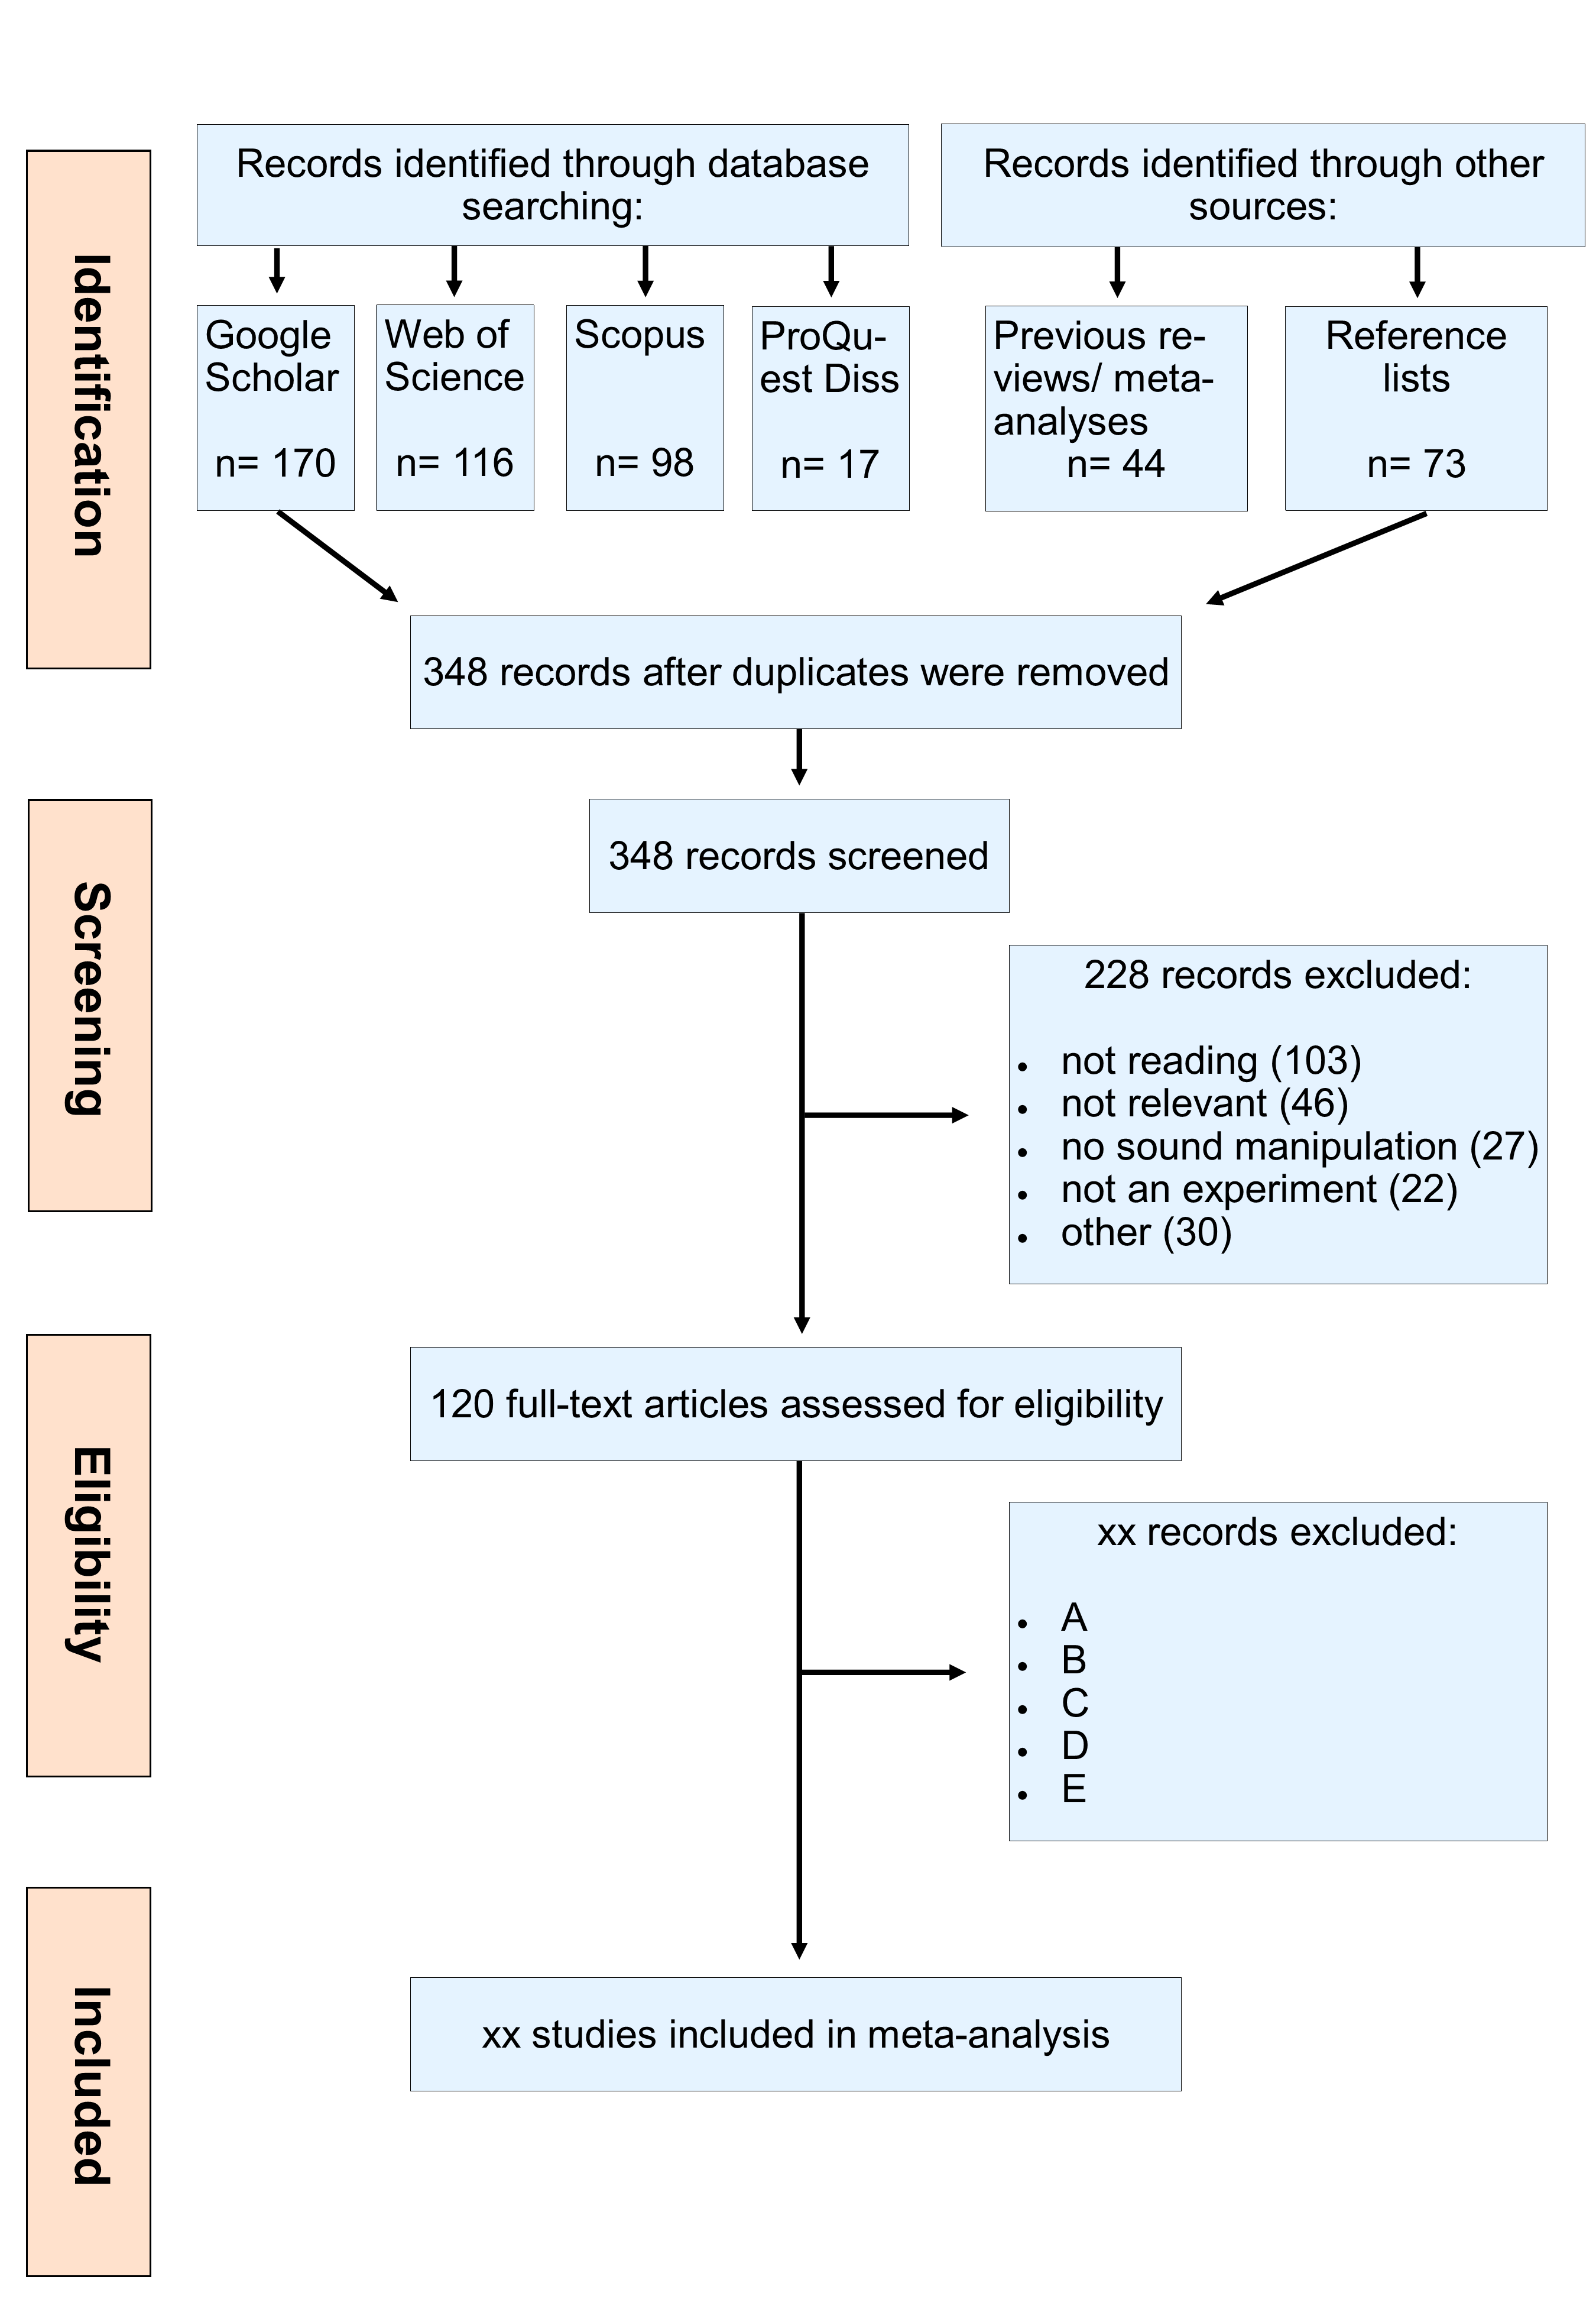 Identification
Records identified through database
searching:
Records identified through other
sources:
Google
Scholar
n= 170
Web of
Science
n= 116
Scopus
n= 98
ProQu-
est Diss
n= 17
Previous re-
views/ meta-
analyses
n= 44
Reference
lists
n= 73
348 records after duplicates were removed
Screening
348 records screened
228 records excluded:
• not reading (103)
• not relevant (46)
• no sound manipulation (27)
• not an experiment (22)
• other (30)
Eligibility
120 full-text articles assessed for eligibility
xx records excluded:
• A
• B
• C
• D
• E
Included
xx studies included in meta-analysis